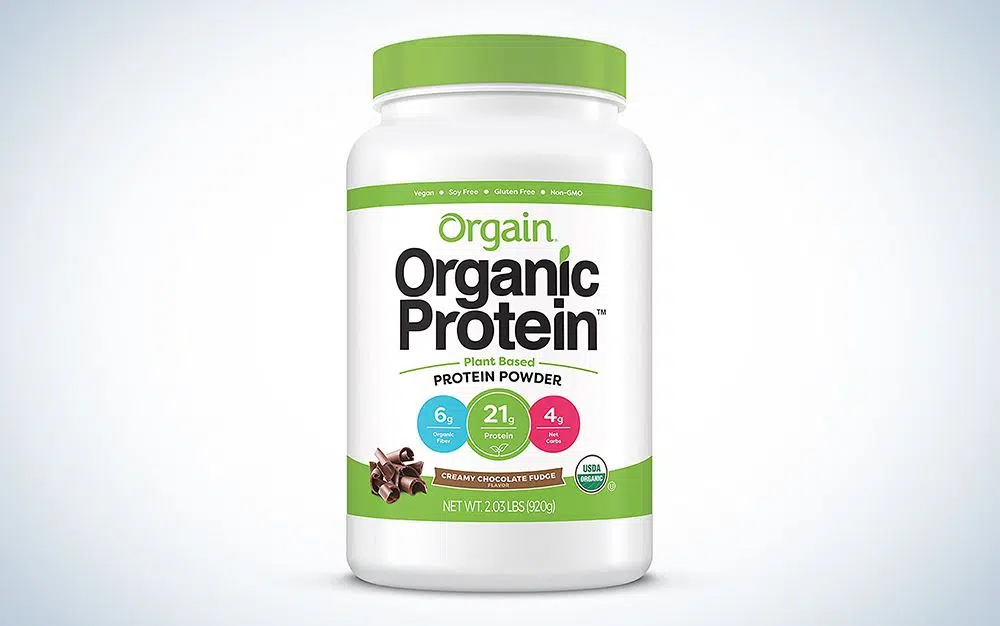 Vegan • Soy Free • Gluten Free • Non-GMO
Orgain
Organic
Protein™
Plant Based
PROTEIN POWDER
6g
Organic
Fiber
21g
Protein
4g
Net
Carbs
CREAMY CHOCOLATE FUDGE
FLAVOR
USDA
ORGANIC
NET WT. 2.03 LBS (920g)